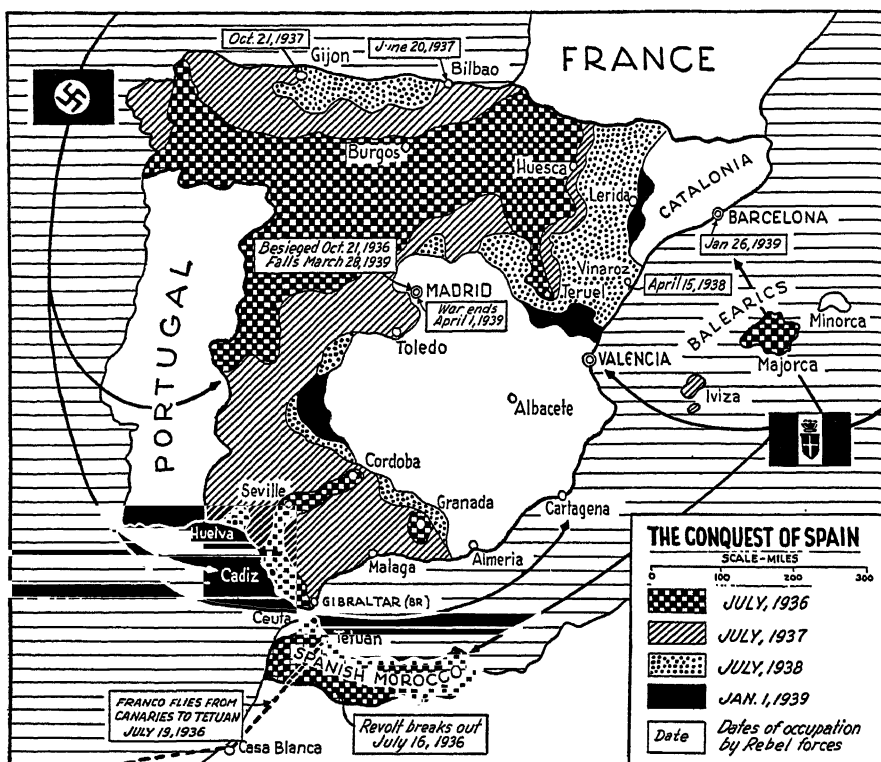 Oct. 21, 1937
June 20, 1937
Gijon
Bilbao
FRANCE
Burgos
Huesca
Lerida
CATALONIA
BARCELONA
Jan 26, 1939
Besieged Oct. 21, 1936
Falls March 28, 1939
Vinaroz
Teruel
April 15, 1938
MADRID
War ends
April 1, 1939
BALEARICS
Minorca
Majorca
Iviza
Toledo
VALENCIA
PORTUGAL
Albacete
Cordoba
Seville
Granada
Cartagena
Huelva
Cadiz
Malaga
Almeria
GIBRALTAR (BR)
Ceuta
Tetuan
SPANISH MOROCCO
FRANCO FLIES FROM
CANARIES TO TETUAN
JULY 19, 1936
Revolt breaks out
July 16, 1936
Casa Blanca
THE CONQUEST OF SPAIN
SCALE-MILES
0 100 200 300
JULY, 1936
JULY, 1937
JULY, 1938
JAN. 1, 1939
Date
Dates of occupation
by Rebel forces